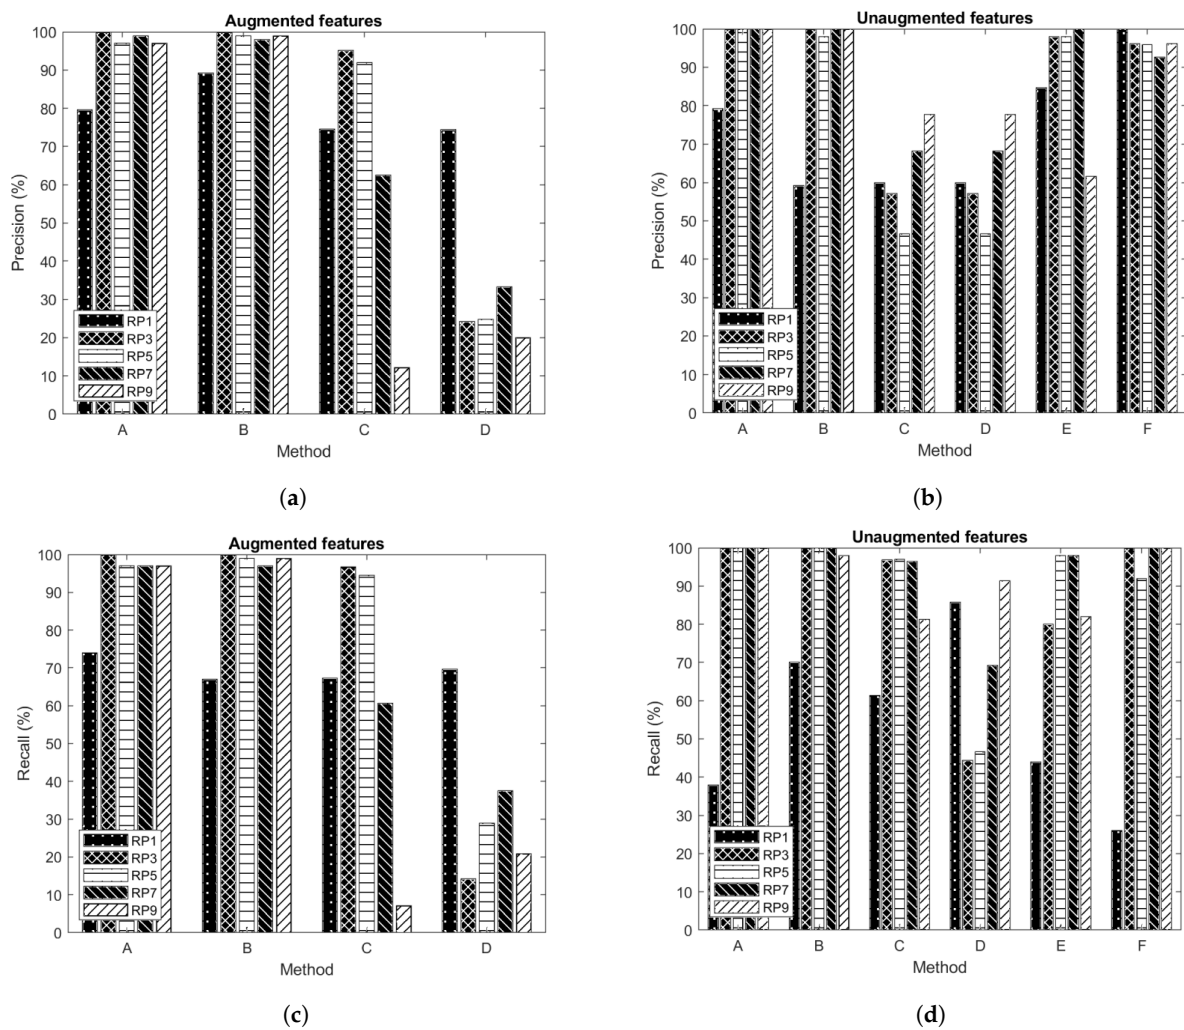 Augmented features
100
90
80
70
60
50
40
30
20
10
0
Precision (%)
RP1
RP3
RP5
RP7
RP9
A B C D
Method
(a)
Unaugmented features
100
90
80
70
60
50
40
30
20
10
0
Precision (%)
RP1
RP3
RP5
RP7
RP9
A B C D E F
Method
(b)
Augmented features
100
90
80
70
60
50
40
30
20
10
0
Recall (%)
RP1
RP3
RP5
RP7
RP9
A B C D
Method
(c)
Unaugmented features
100
90
80
70
60
50
40
30
20
10
0
Recall (%)
RP1
RP3
RP5
RP7
RP9
A B C D E F
Method
(d)